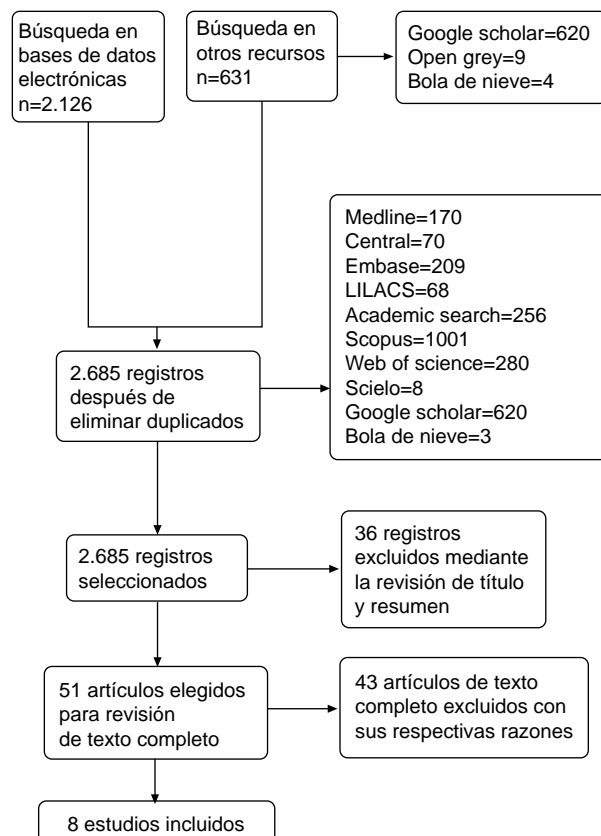 Búsqueda en
bases de datos
electrónicas
n=2.126
Búsqueda en
otros recursos
n=631
Google scholar=620
Open grey=9
Bola de nieve=4
Medline=170
Central=70
Embase=209
LILACS=68
Academic search=256
Scopus=1001
Web of science=280
Scielo=8
Google scholar=620
Bola de nieve=3
2.685 registros
después de
eliminar duplicados
2.685 registros
seleccionados
36 registros
excluidos mediante
la revisión de título
y resumen
51 artículos elegidos
para revisión
de texto completo
43 artículos de texto
completo excluidos con
sus respectivas razones
8 estudios incluidos